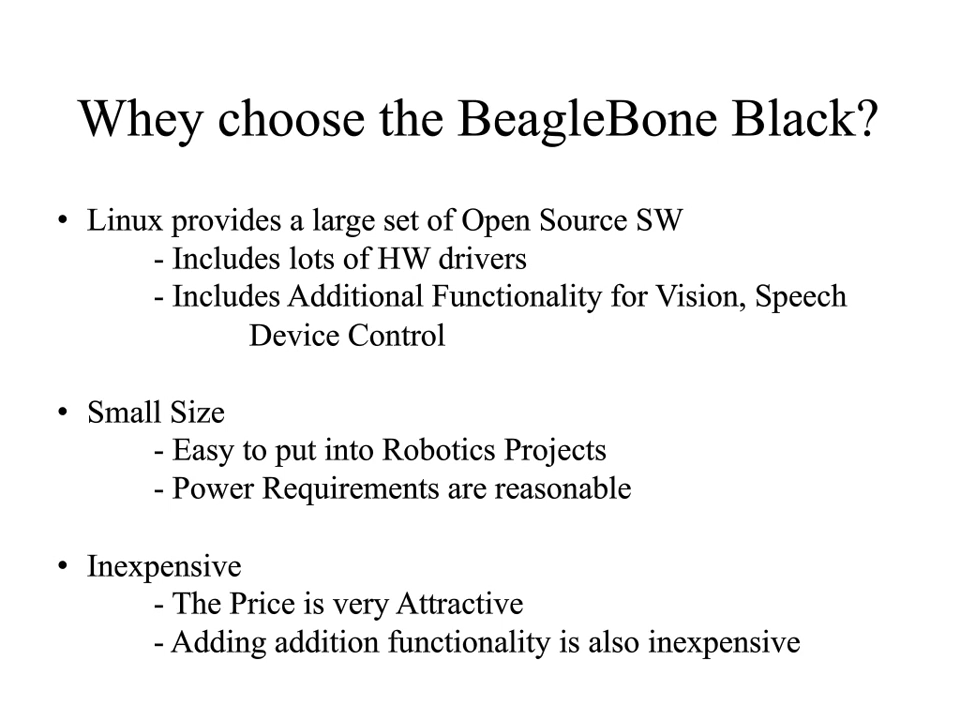 Whey choose the BeagleBone Black?
• Linux provides a large set of Open Source SW
- Includes lots of HW drivers
- Includes Additional Functionality for Vision, Speech
Device Control
• Small Size
- Easy to put into Robotics Projects
- Power Requirements are reasonable
• Inexpensive
- The Price is very Attractive
- Adding addition functionality is also inexpensive